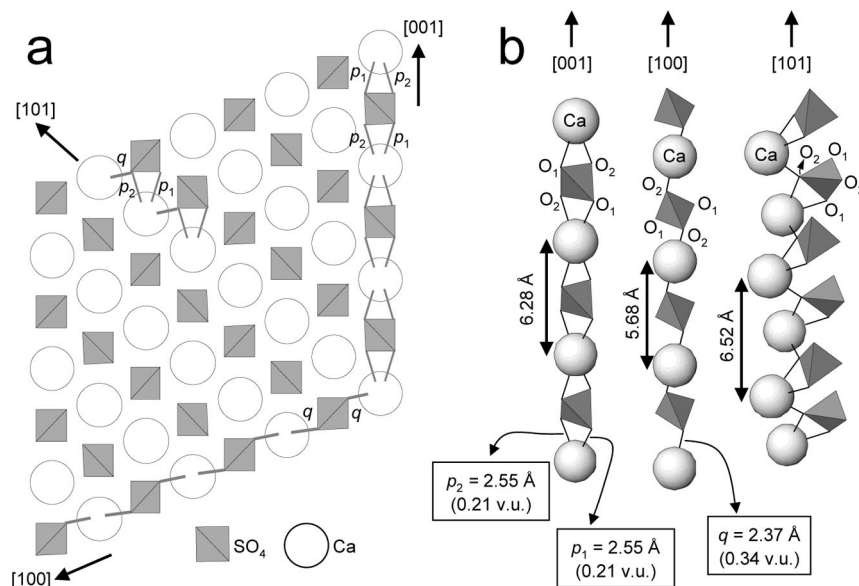 a
[001]
[101]
p1
p2
q
p2
p1
p2
p1
q
q
[100]
SO4
Ca
b
[001]
[100]
[101]
Ca
Ca
O1
O2
O2
O1
O2
O1
O1
O2
O2
O1
O1
6.28 Å
5.68 Å
6.52 Å
p2 = 2.55 Å
(0.21 v.u.)
p1 = 2.55 Å
(0.21 v.u.)
q = 2.37 Å
(0.34 v.u.)